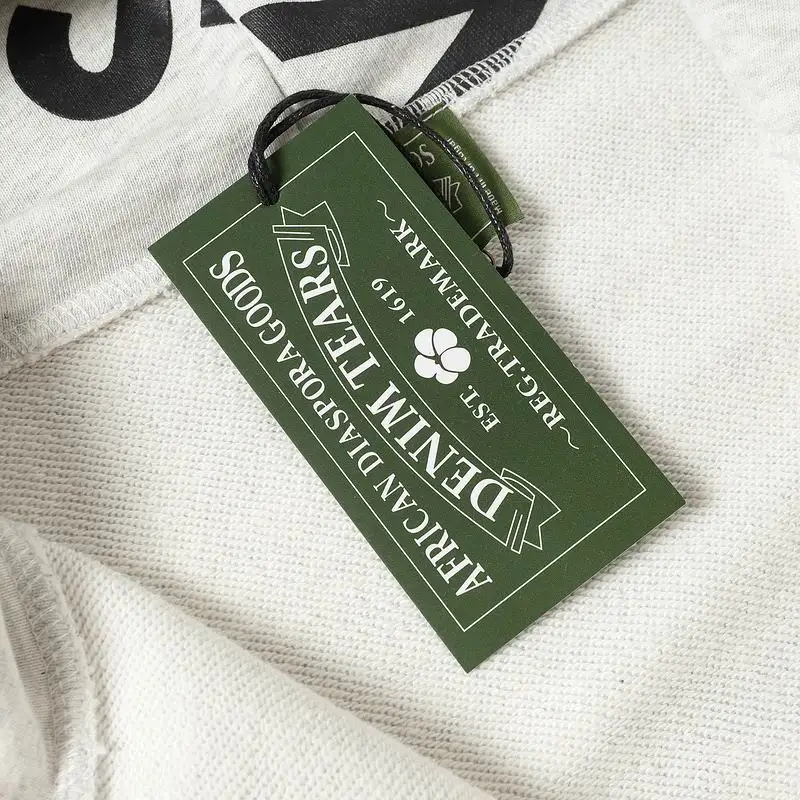 AFRICAN DIASPORA GOODS
DENIM TEARS
EST. 1619
~REG.TRADEMARK~